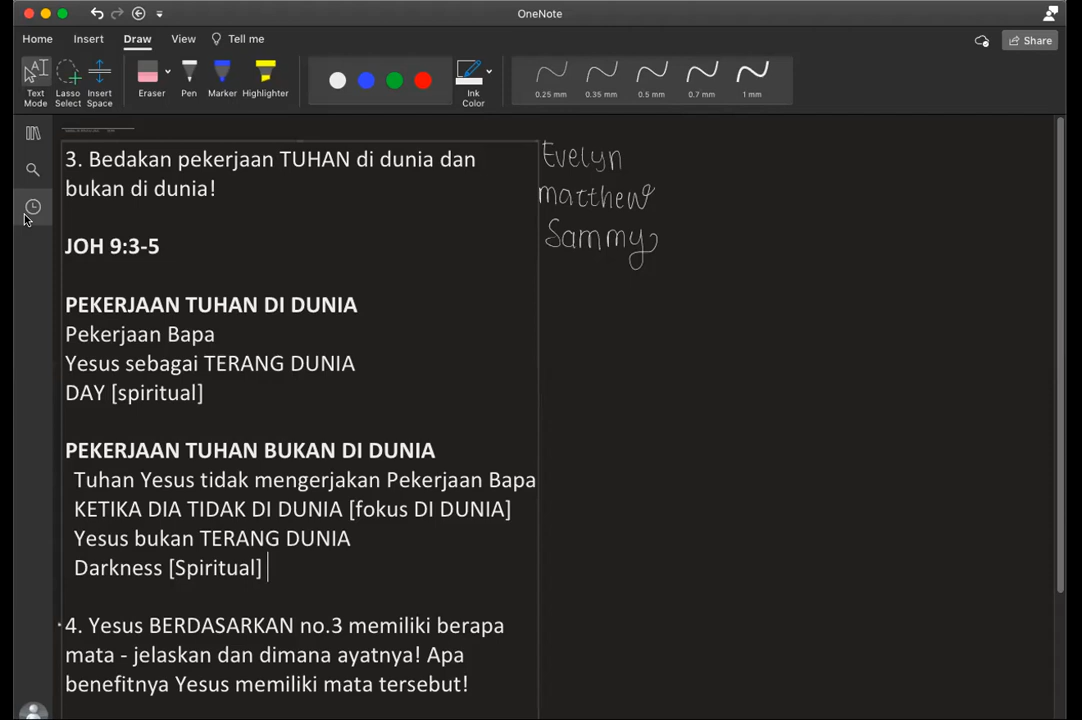 OneNote
Home Insert Draw View Tell me
Share
AI
Text Mode
Lasso Select
Insert Space
Eraser
Pen
Marker
Highlighter
Ink Color
0.25 mm 0.35 mm 0.5 mm 0.7 mm 1 mm
3. Bedakan pekerjaan TUHAN di dunia dan
bukan di dunia!
JOH 9:3-5
PEKERJAAN TUHAN DI DUNIA
Pekerjaan Bapa
Yesus sebagai TERANG DUNIA
DAY [spiritual]
PEKERJAAN TUHAN BUKAN DI DUNIA
Tuhan Yesus tidak mengerjakan Pekerjaan Bapa
KETIKA DIA TIDAK DI DUNIA [fokus DI DUNIA]
Yesus bukan TERANG DUNIA
Darkness [Spiritual]
4. Yesus BERDASARKAN no.3 memiliki berapa
mata - jelaskan dan dimana ayatnya! Apa
benefitnya Yesus memiliki mata tersebut!
Evelyn
matthew
Sammy